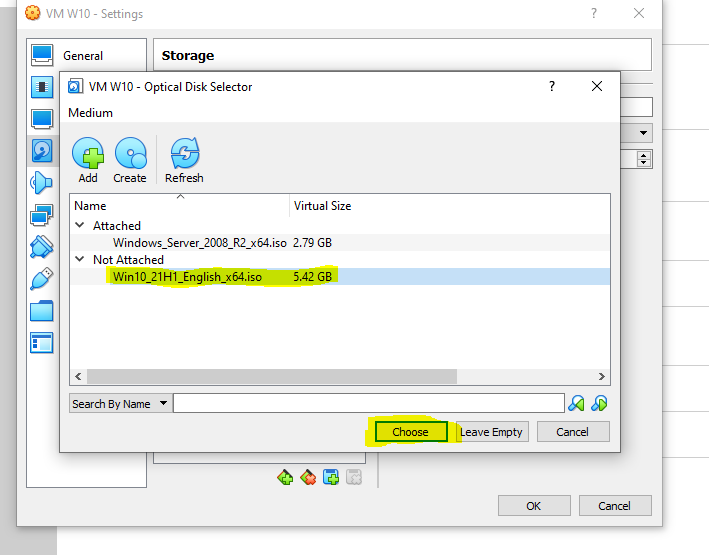 VM W10 - Settings
?
General
Storage
VM W10 - Optical Disk Selector
?
Medium
Add
Create
Refresh
Name
Virtual Size
Attached
Windows_Server_2008_R2_x64.iso 2.79 GB
Not Attached
Win10_21H1_English_x64.iso 5.42 GB
Search By Name
Choose
Leave Empty
Cancel
OK
Cancel